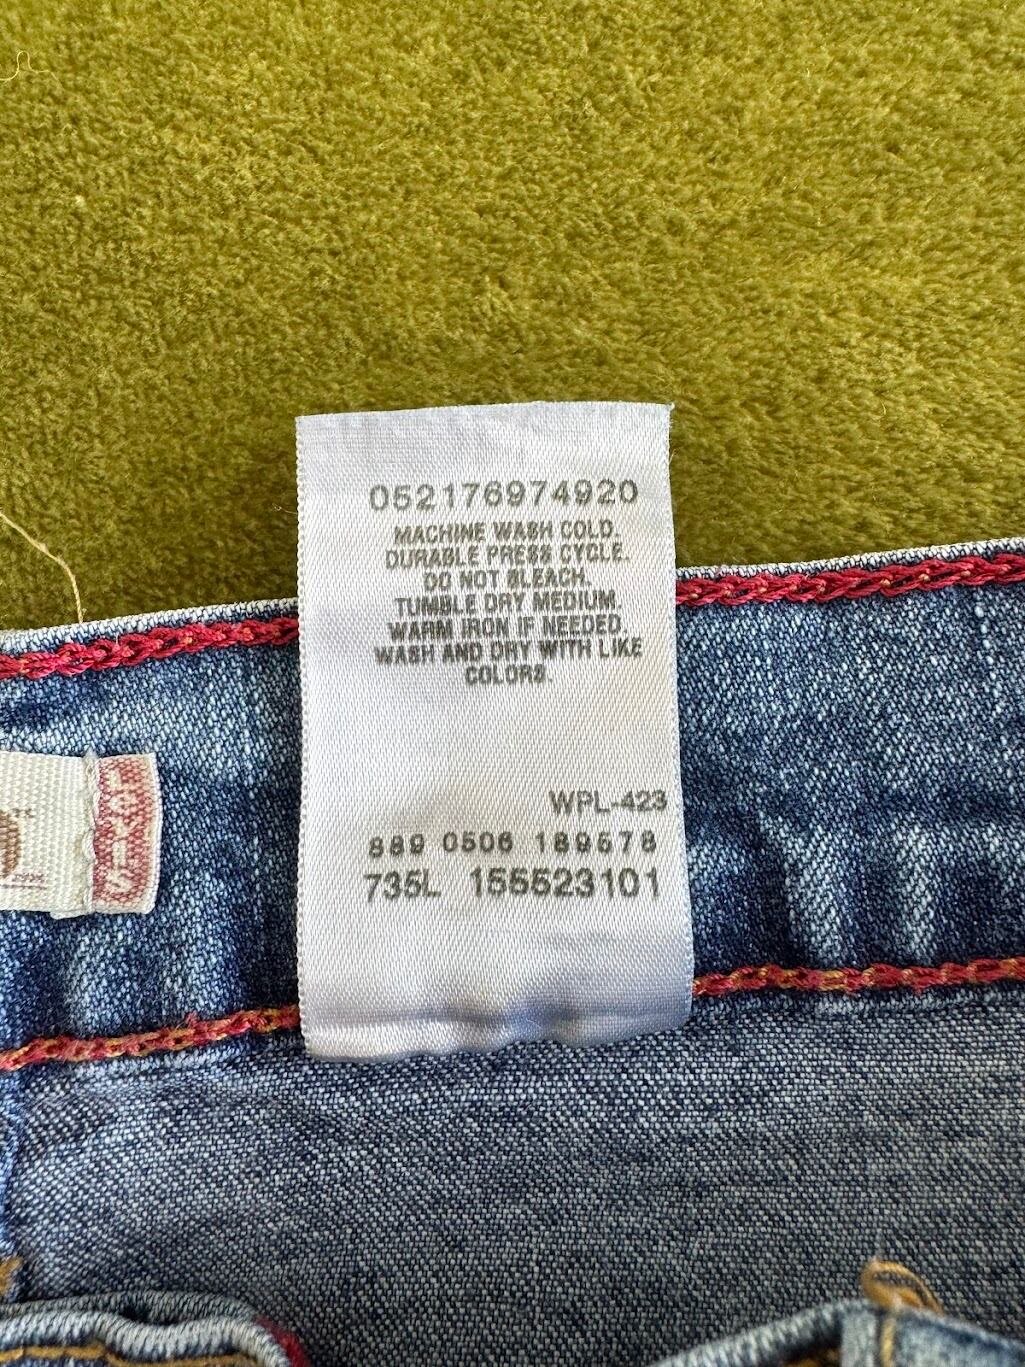 052176974920
MACHINE WASH COLD.
DURABLE PRESS CYCLE.
DO NOT BLEACH.
TUMBLE DRY MEDIUM.
WARM IRON IF NEEDED.
WASH AND DRY WITH LIKE
COLORS.
WPL-423
889 0506 189578
735L 155523101
LEVI'S